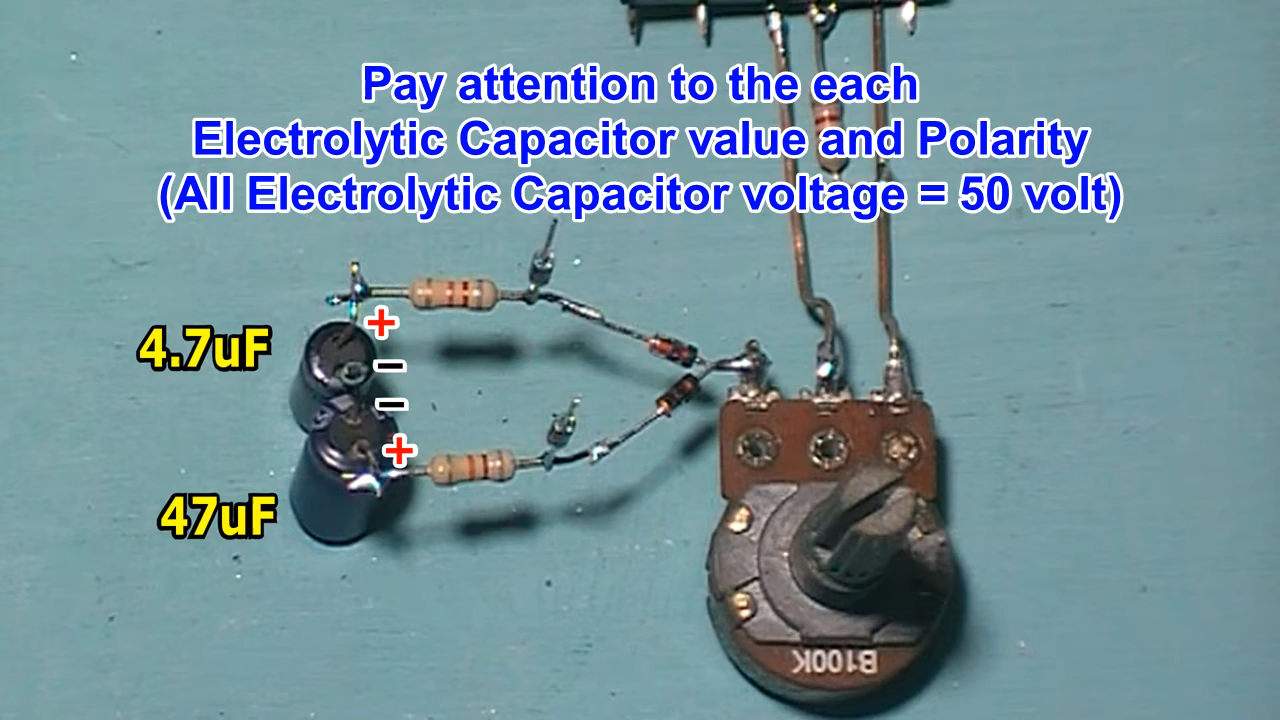 Pay attention to the each
Electrolytic Capacitor value and Polarity
(All Electrolytic Capacitor voltage = 50 volt)
+
4.7uF
–
–
+
47uF
B100K